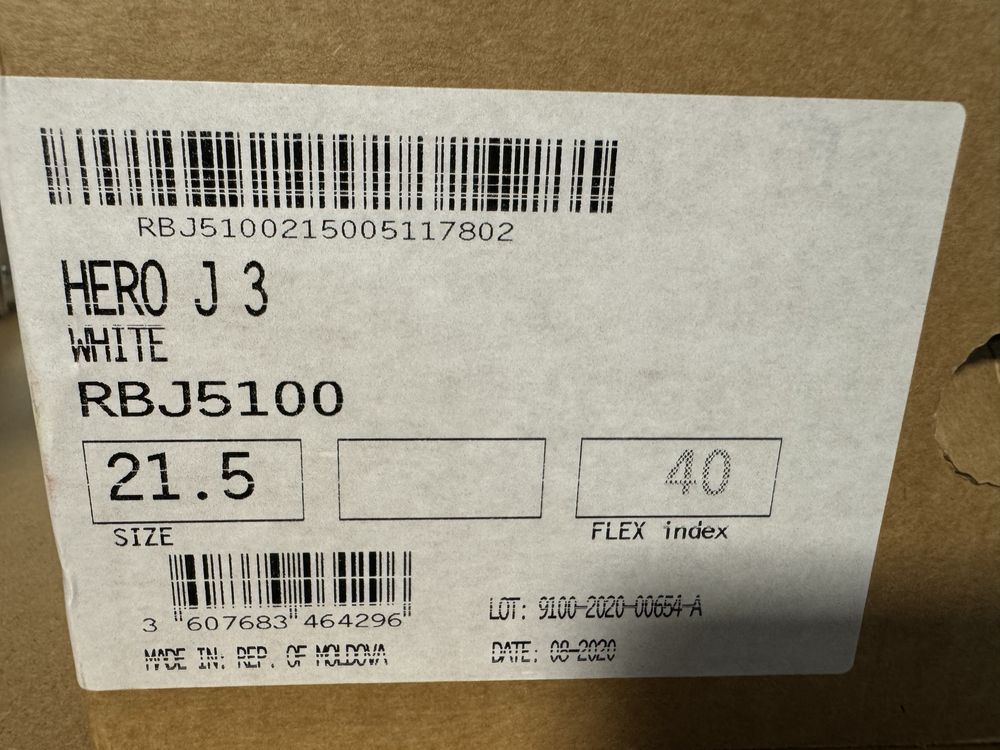 RBJ5100215005117802
HERO J 3
WHITE
RBJ5100
21.5
40
SIZE
FLEX index
3 607683 464296
LOT: 9100-2020-00654-A
MADE IN: REP. OF MOLDOVA
DATE: 08-2020